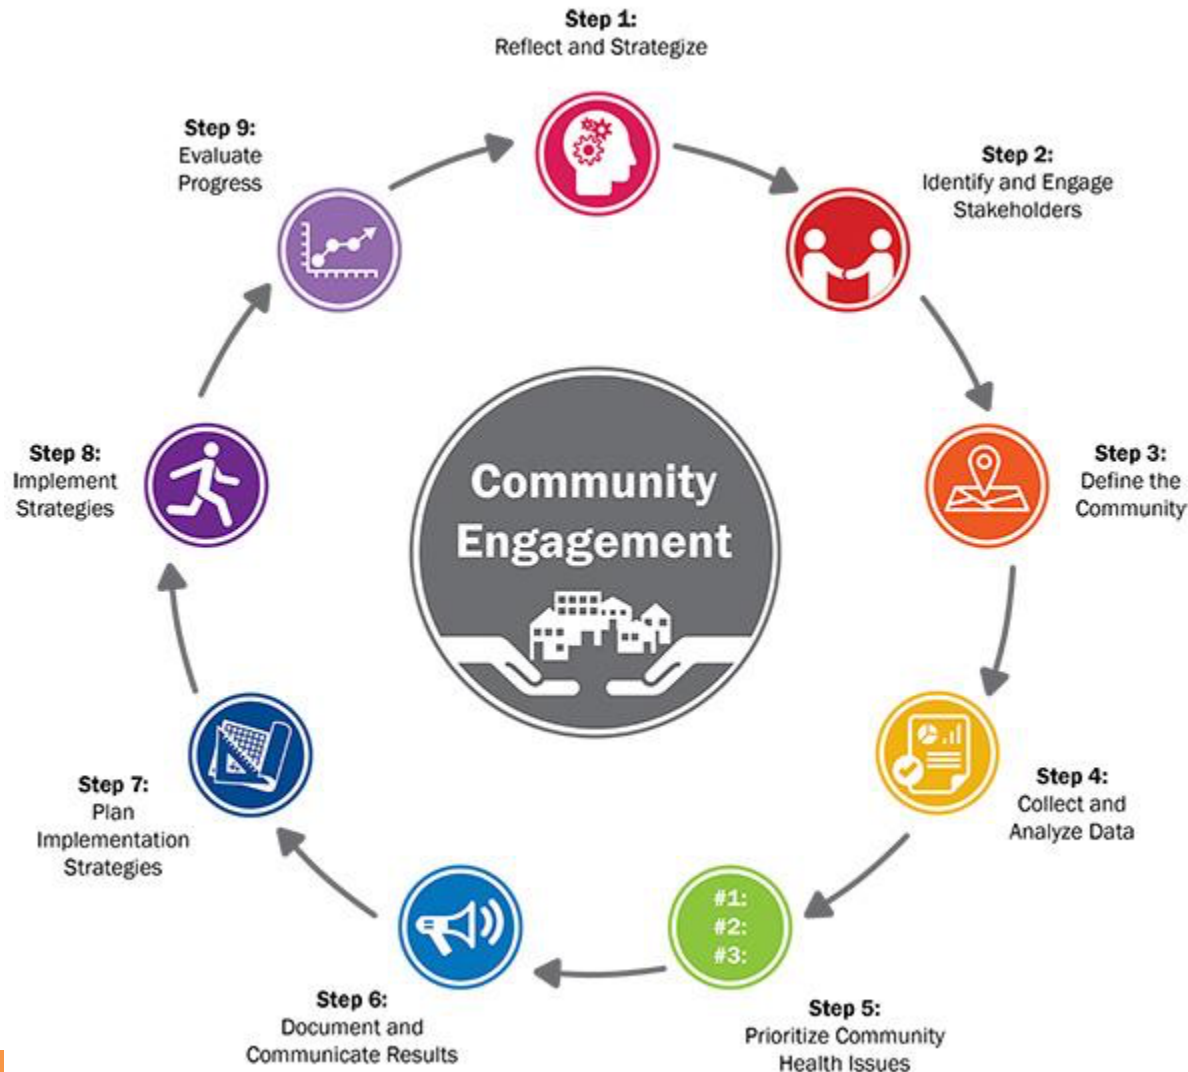 Step 1:
Reflect and Strategize
Step 2:
Identify and Engage
Stakeholders
Step 3:
Define the
Community
Step 4:
Collect and
Analyze Data
Step 5:
Prioritize Community
Health Issues
#1:
#2:
#3:
Step 6:
Document and
Communicate Results
Step 7:
Plan
Implementation
Strategies
Step 8:
Implement
Strategies
Step 9:
Evaluate
Progress
Community
Engagement